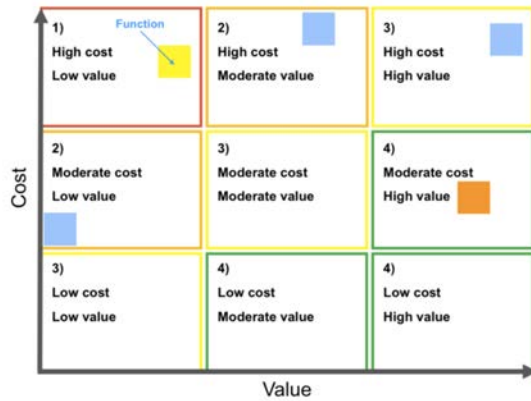 Function
1)
High cost
Low value
2)
High cost
Moderate value
3)
High cost
High value
2)
Moderate cost
Low value
3)
Moderate cost
Moderate value
4)
Moderate cost
High value
3)
Low cost
Low value
4)
Low cost
Moderate value
4)
Low cost
High value
Cost
Value